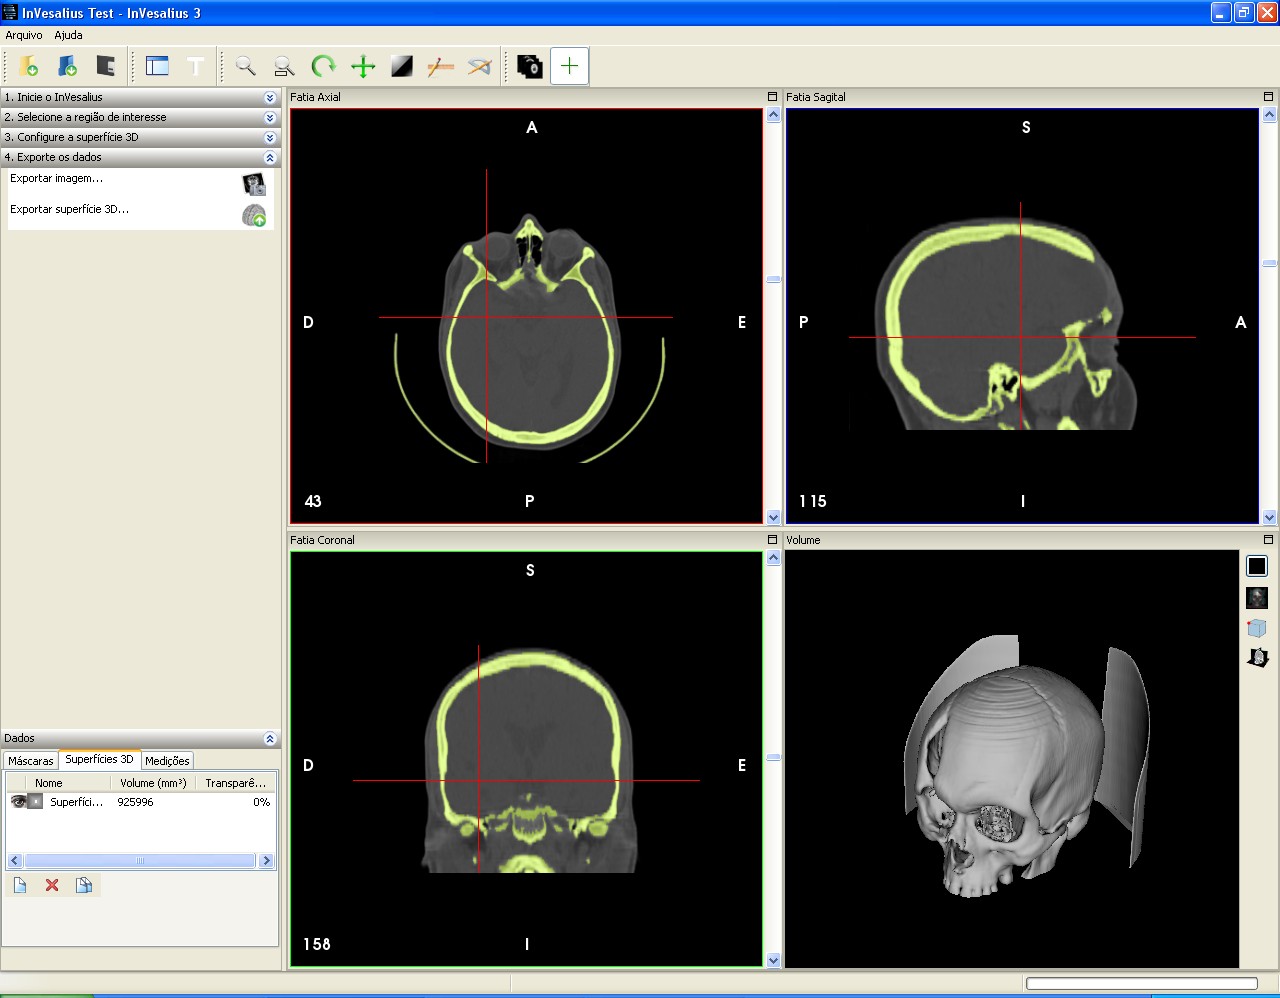 InVesalius Test - InVesalius 3
Arquivo Ajuda
T
1. Inicie o InVesalius
2. Selecione a região de interesse
3. Configure a superfície 3D
4. Exporte os dados
Exportar imagem...
Exportar superfície 3D...
Fatia Axial
A
D
E
43
P
Fatia Sagital
S
P
A
115
I
Fatia Coronal
S
D
E
158
I
Volume
Dados
Máscaras Superfícies 3D Medições
Nome Volume (mm³) Transparê...
Superfíci... 925996 0%